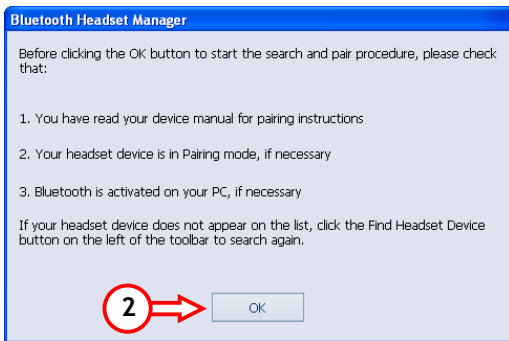 Bluetooth Headset Manager
Before clicking the OK button to start the search and pair procedure, please check
that:
1. You have read your device manual for pairing instructions
2. Your headset device is in Pairing mode, if necessary
3. Bluetooth is activated on your PC, if necessary
If your headset device does not appear on the list, click the Find Headset Device
button on the left of the toolbar to search again.
2 OK